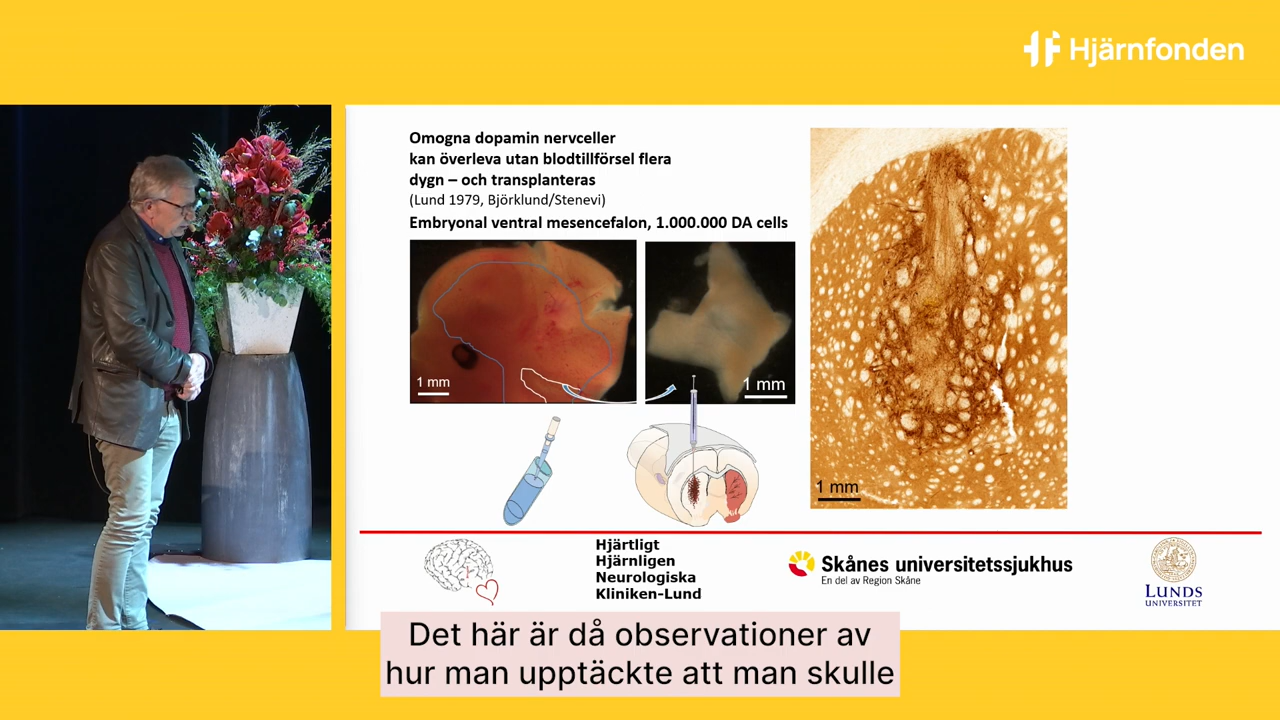 Hjärnfonden
Omogna dopamin nervceller
kan överleva utan blodtillförsel flera
dygn – och transplanteras
(Lund 1979, Björklund/Stenevi)
Embryonal ventral mesencefalon, 1.000.000 DA cells
1 mm
1 mm
1 mm
Hjärtligt
Hjärnligen
Neurologiska
Kliniken-Lund
Skånes universitetssjukhus
En del av Region Skåne
LUNDS
UNIVERSITET
Det här är då observationer av
hur man upptäckte att man skulle